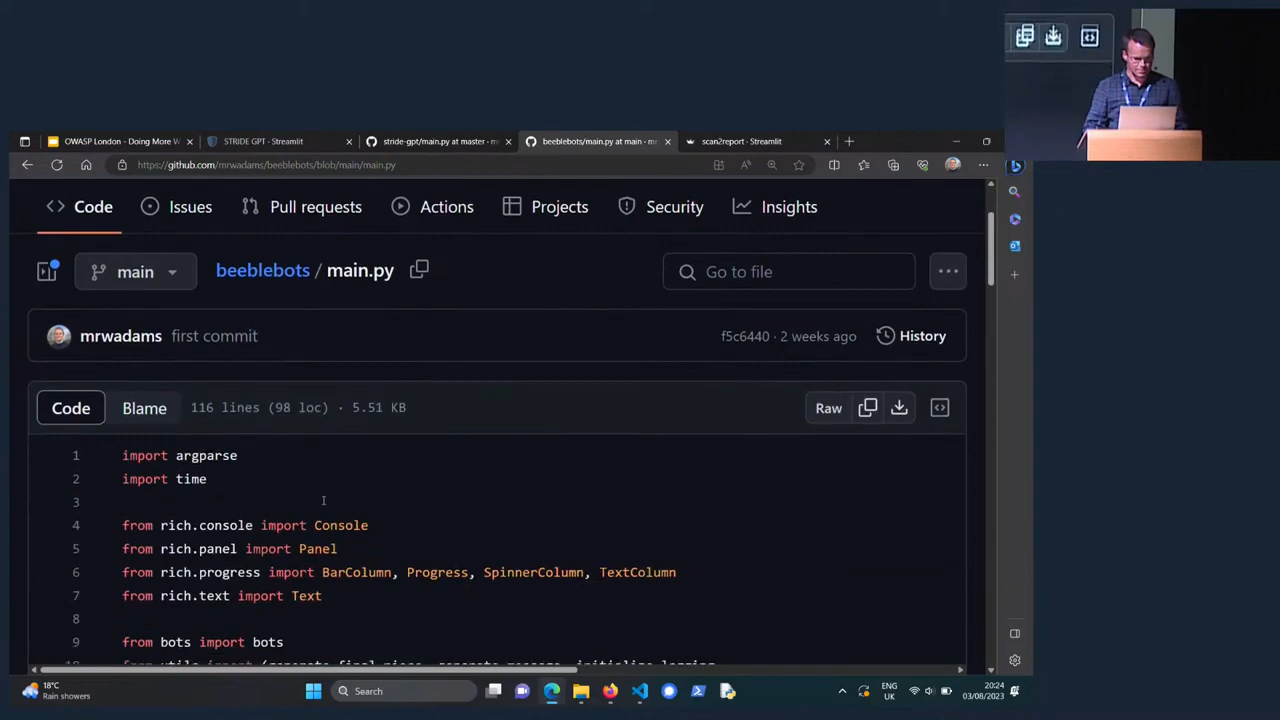 OWASP London - Doing More W
STRIDE GPT - Streamlit
stride-gpt/main.py at master · m
beeblebots/main.py at main · m
scan2report · Streamlit
https://github.com/mrwadams/beeblebots/blob/main/main.py
Code
Issues
Pull requests
Actions
Projects
Security
Insights
main
beeblebots / main.py
Go to file
mrwadams first commit
f5c6440 · 2 weeks ago
History
Code
Blame
116 lines (98 loc) · 5.51 KB
Raw
1 import argparse
2 import time
3
4 from rich.console import Console
5 from rich.panel import Panel
6 from rich.progress import BarColumn, Progress, SpinnerColumn, TextColumn
7 from rich.text import Text
8
9 from bots import bots
18°C
Rain showers
Search
ENG
UK
20:24
03/08/2023